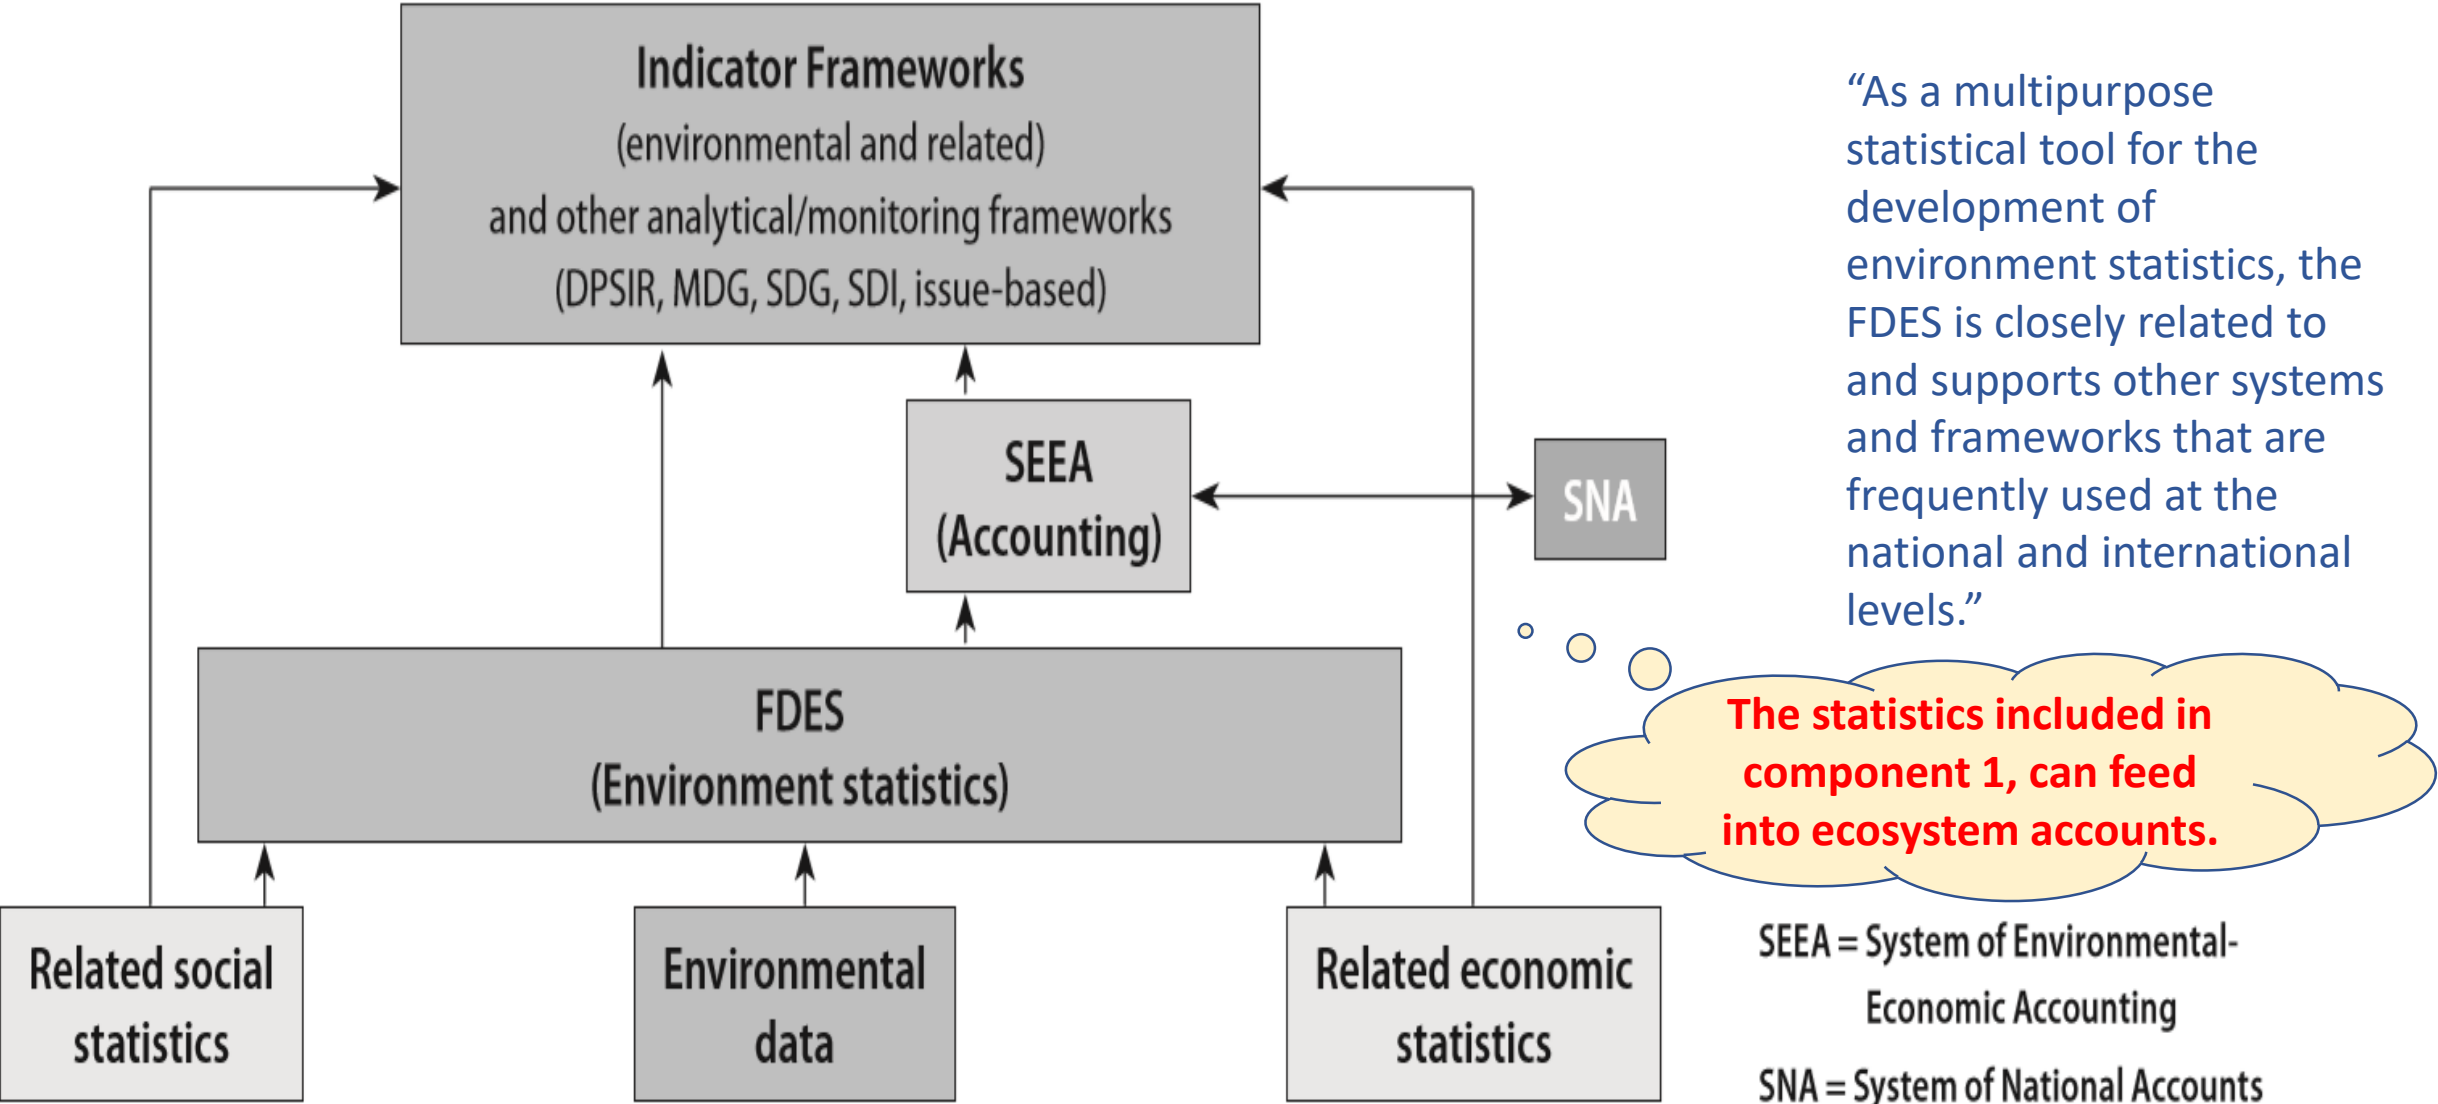 Indicator Frameworks
(environmental and related)
and other analytical/monitoring frameworks
(DPSIR, MDG, SDG, SDI, issue-based)
SEEA
(Accounting)
SNA
FDES
(Environment statistics)
Related social
statistics
Environmental
data
Related economic
statistics
“As a multipurpose
statistical tool for the
development of
environment statistics, the
FDES is closely related to
and supports other systems
and frameworks that are
frequently used at the
national and international
levels.”
The statistics included in
component 1, can feed
into ecosystem accounts.
SEEA = System of Environmental-
Economic Accounting
SNA = System of National Accounts